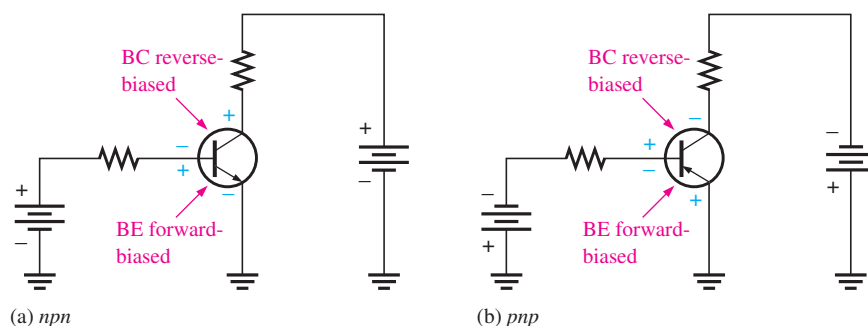 BC reverse-
biased
+
−
+
−
BE forward-
biased
+
−
+
−
(a) npn
BC reverse-
biased
−
+
−
+
BE forward-
biased
−
+
−
+
(b) pnp